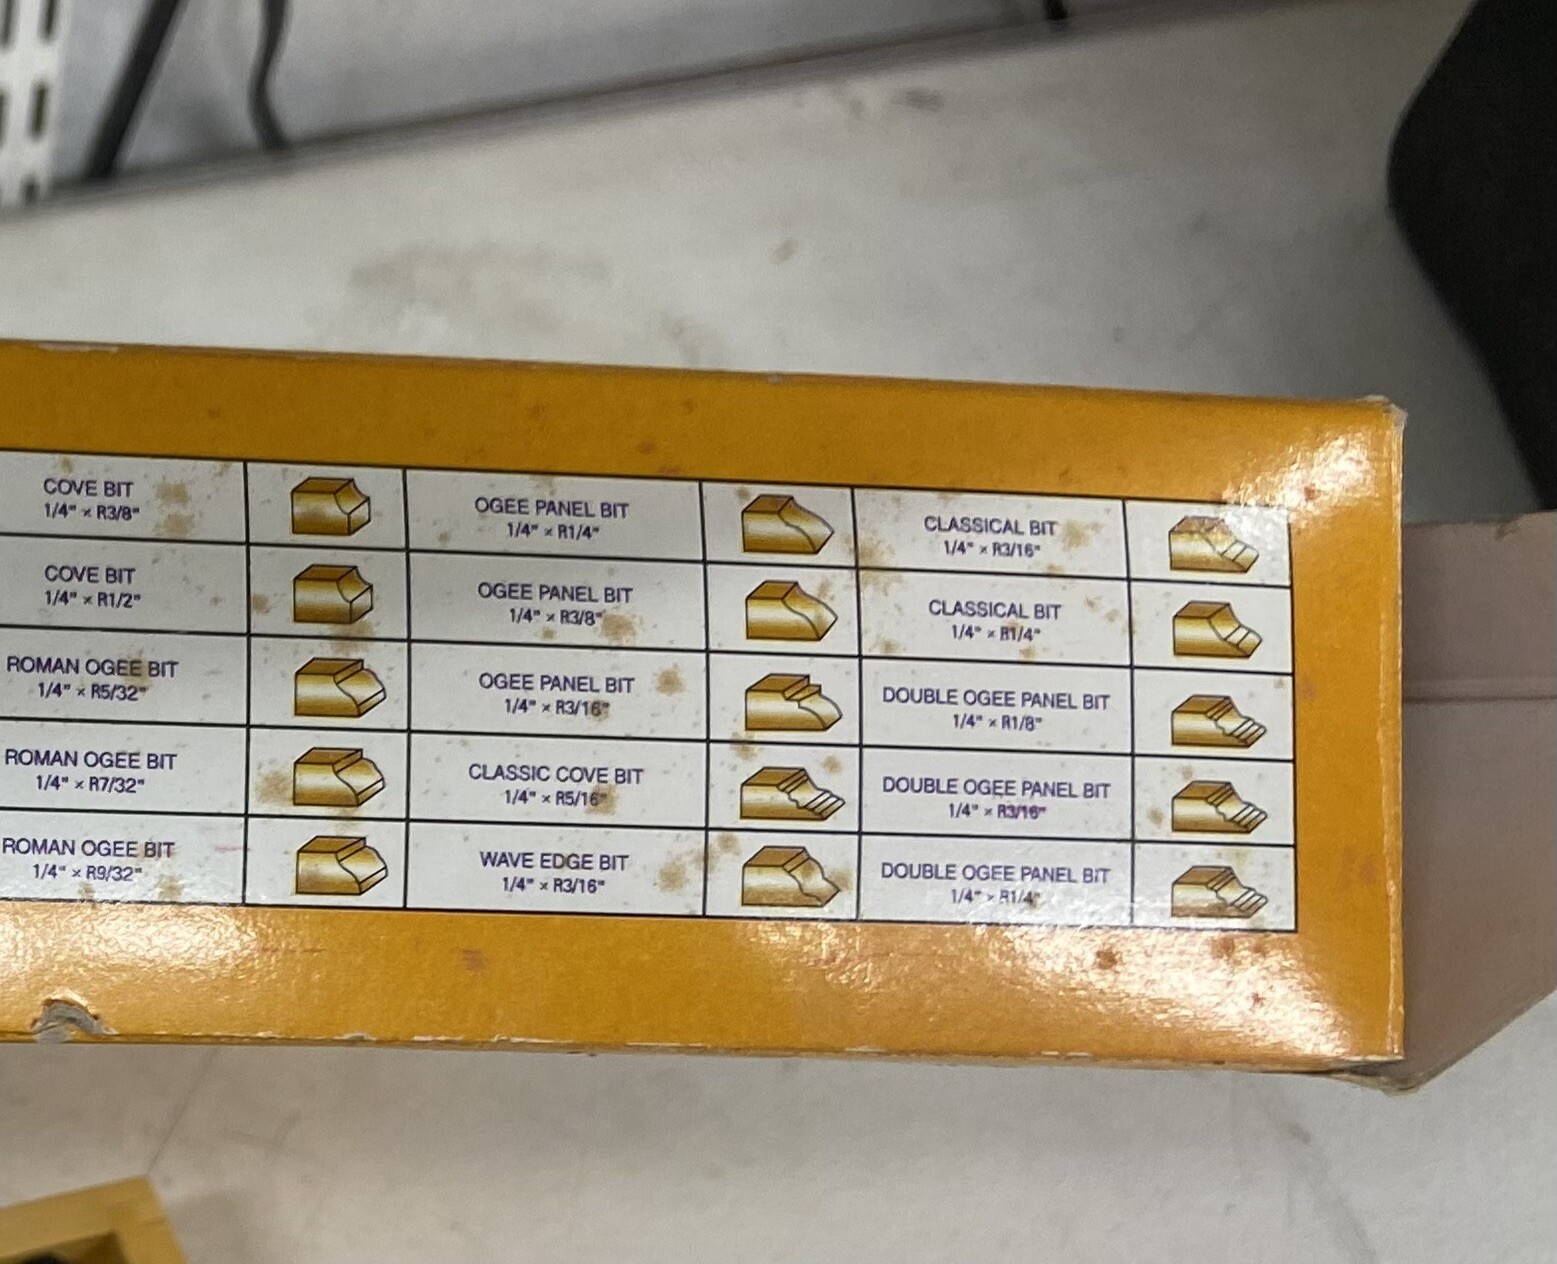 COVE BIT
1/4" × R3/8"
OGEE PANEL BIT
1/4" × R1/4"
CLASSICAL BIT
1/4" × R3/16"
COVE BIT
1/4" × R1/2"
OGEE PANEL BIT
1/4" × R3/8"
CLASSICAL BIT
1/4" × R1/4"
ROMAN OGEE BIT
1/4" × R5/32"
OGEE PANEL BIT
1/4" × R3/16"
DOUBLE OGEE PANEL BIT
1/4" × R1/8"
ROMAN OGEE BIT
1/4" × R7/32"
CLASSIC COVE BIT
1/4" × R5/16"
DOUBLE OGEE PANEL BIT
1/4" × R3/16"
ROMAN OGEE BIT
1/4" × R9/32"
WAVE EDGE BIT
1/4" × R3/16"
DOUBLE OGEE PANEL BIT
1/4" × R1/4"